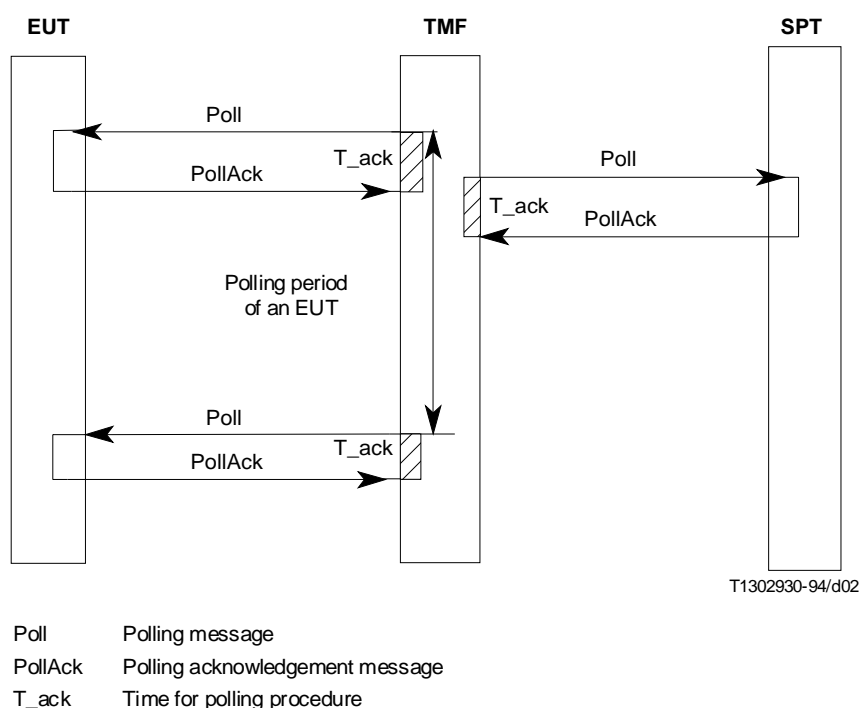 EUT TMF SPT
Poll
T_ack
PollAck
Poll
T_ack
PollAck
Polling period
of an EUT
Poll
T_ack
PollAck
T1302930-94/d02
Poll Polling message
PollAck Polling acknowledgement message
T_ack Time for polling procedure